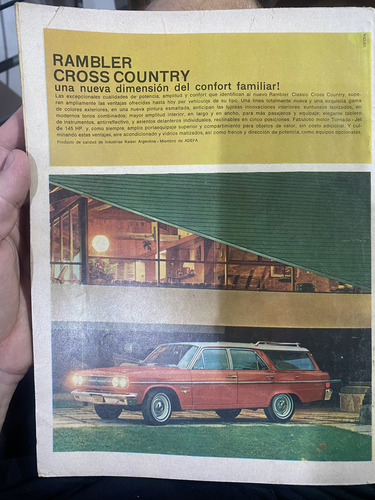 RAMBLER
CROSS COUNTRY
una nueva dimensión del confort familiar!
Las excepcionales cualidades de potencia, amplitud y confort que identifican al nuevo Rambler Classic Cross Country, supe-
ran ampliamente las ventajas ofrecidas hasta hoy por vehículos de su tipo. Una línea totalmente nueva y una exquisita gama
de colores exteriores, en una nueva pintura esmaltada, anticipan las lujosas innovaciones interiores: suntuosos tapizados, en
modernos tonos combinados; mayor amplitud interior, en largo y en ancho, para más pasajeros y equipaje; elegante tablero
de instrumentos, antirreflectivo, y asientos delanteros individuales, reclinables en cinco posiciones. Fabuloso motor Tornado-Jet
de 145 HP. y, como siempre, amplio portaequipaje superior y compartimiento para objetos de valor, sin costo adicional. Y cul-
minando estas ventajas, aire acondicionado y vidrios matizados, así como frenos y dirección de potencia, como equipos opcionales.
Producto de calidad de Industrias Kaiser Argentina - Miembro de ADEFA.